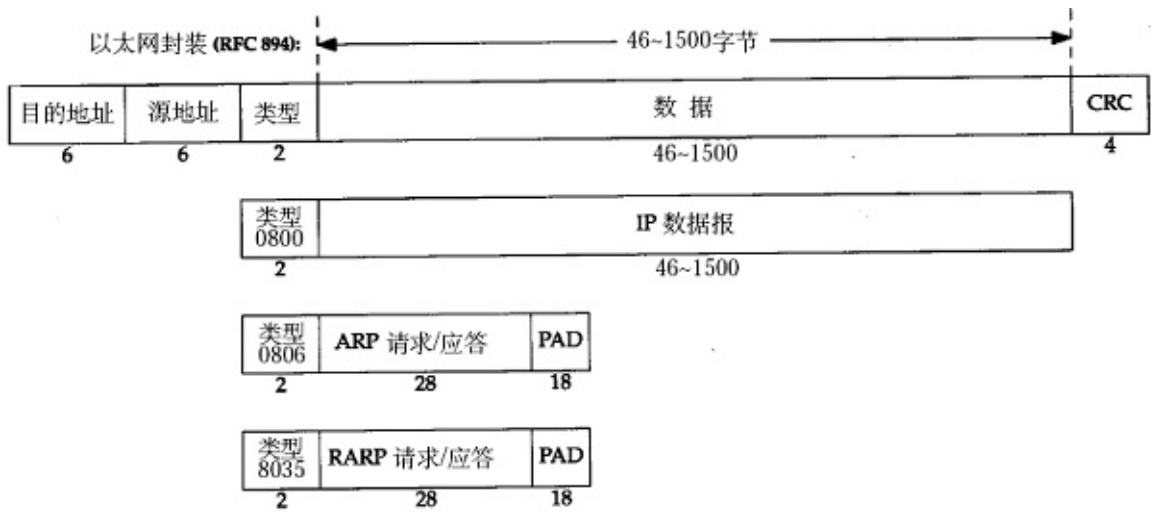 以太网封装 (RFC 894): 46~1500字节
目的地址 源地址 类型 数 据 CRC
6 6 2 46~1500 4
类型 IP 数据报
0800
2 46~1500
类型 ARP 请求/应答 PAD
0806
2 28 18
类型 RARP 请求/应答 PAD
8035
2 28 18